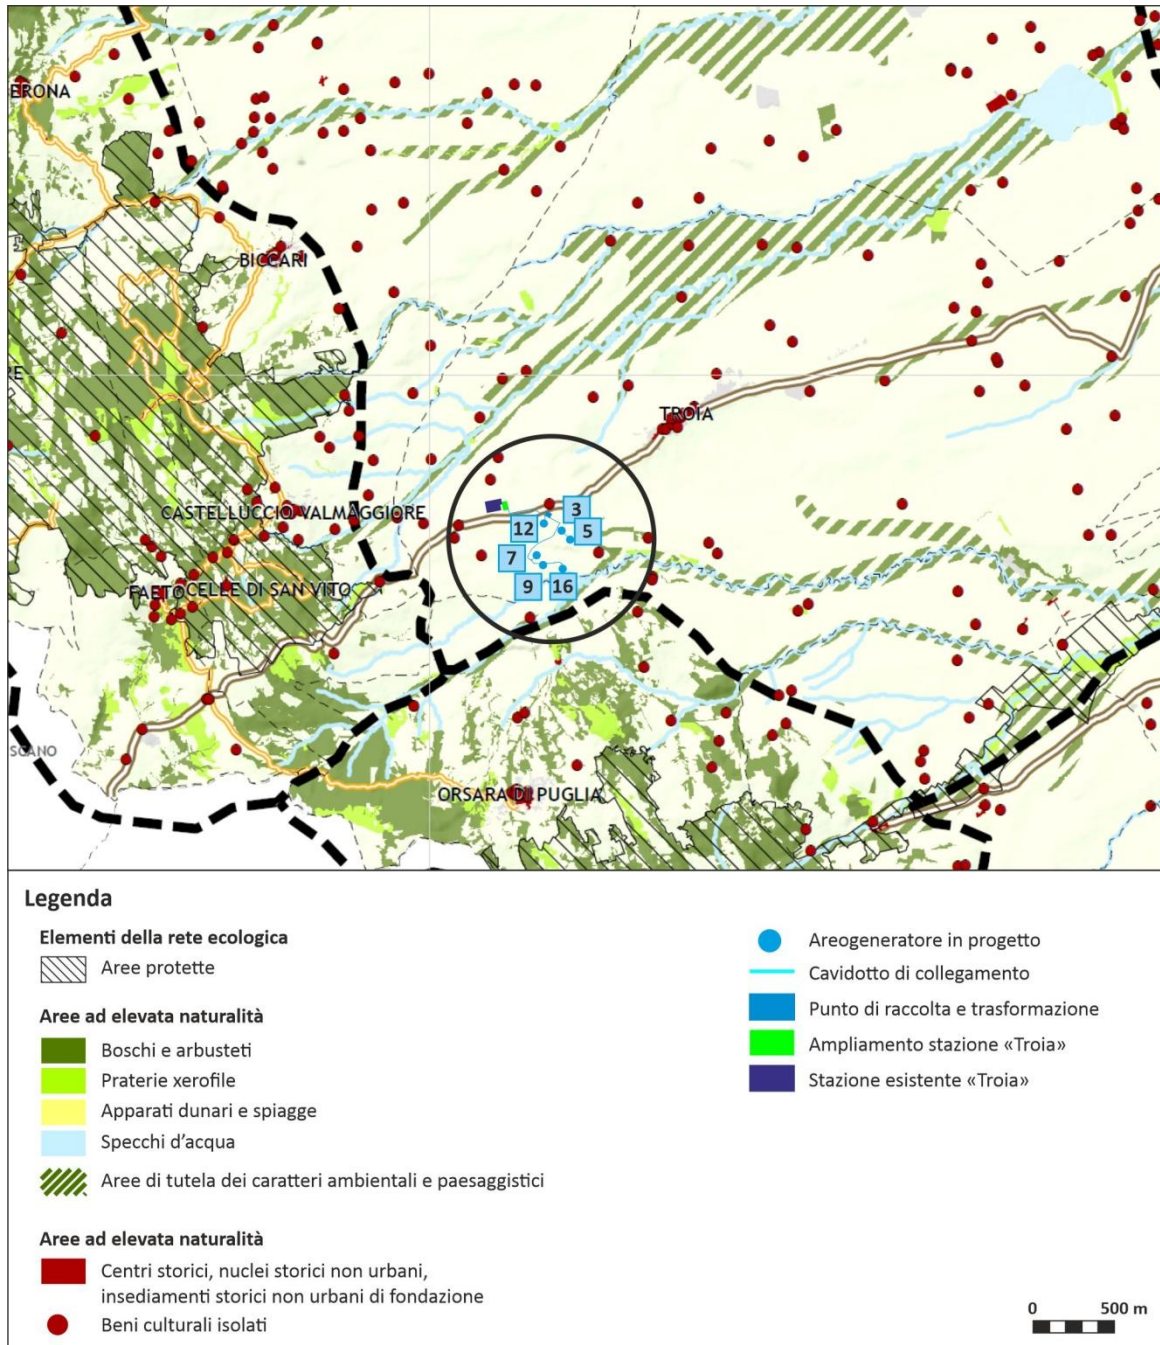 ERONA
BICCARI
RE
TROIA
CASTELLUCCIO VALMAGGIORE
3
12
5
7
FAETO
CELLE DI SAN VITO
9
16
SCANO
ORSARA DI PUGLIA
Legenda
Elementi della rete ecologica
Aree protette
Aree ad elevata naturalità
Boschi e arbusteti
Praterie xerofile
Apparati dunari e spiagge
Specchi d’acqua
Aree di tutela dei caratteri ambientali e paesaggistici
Aree ad elevata naturalità
Centri storici, nuclei storici non urbani,
insediamenti storici non urbani di fondazione
Beni culturali isolati
Areogeneratore in progetto
Cavidotto di collegamento
Punto di raccolta e trasformazione
Ampliamento stazione «Troia»
Stazione esistente «Troia»
0 500 m